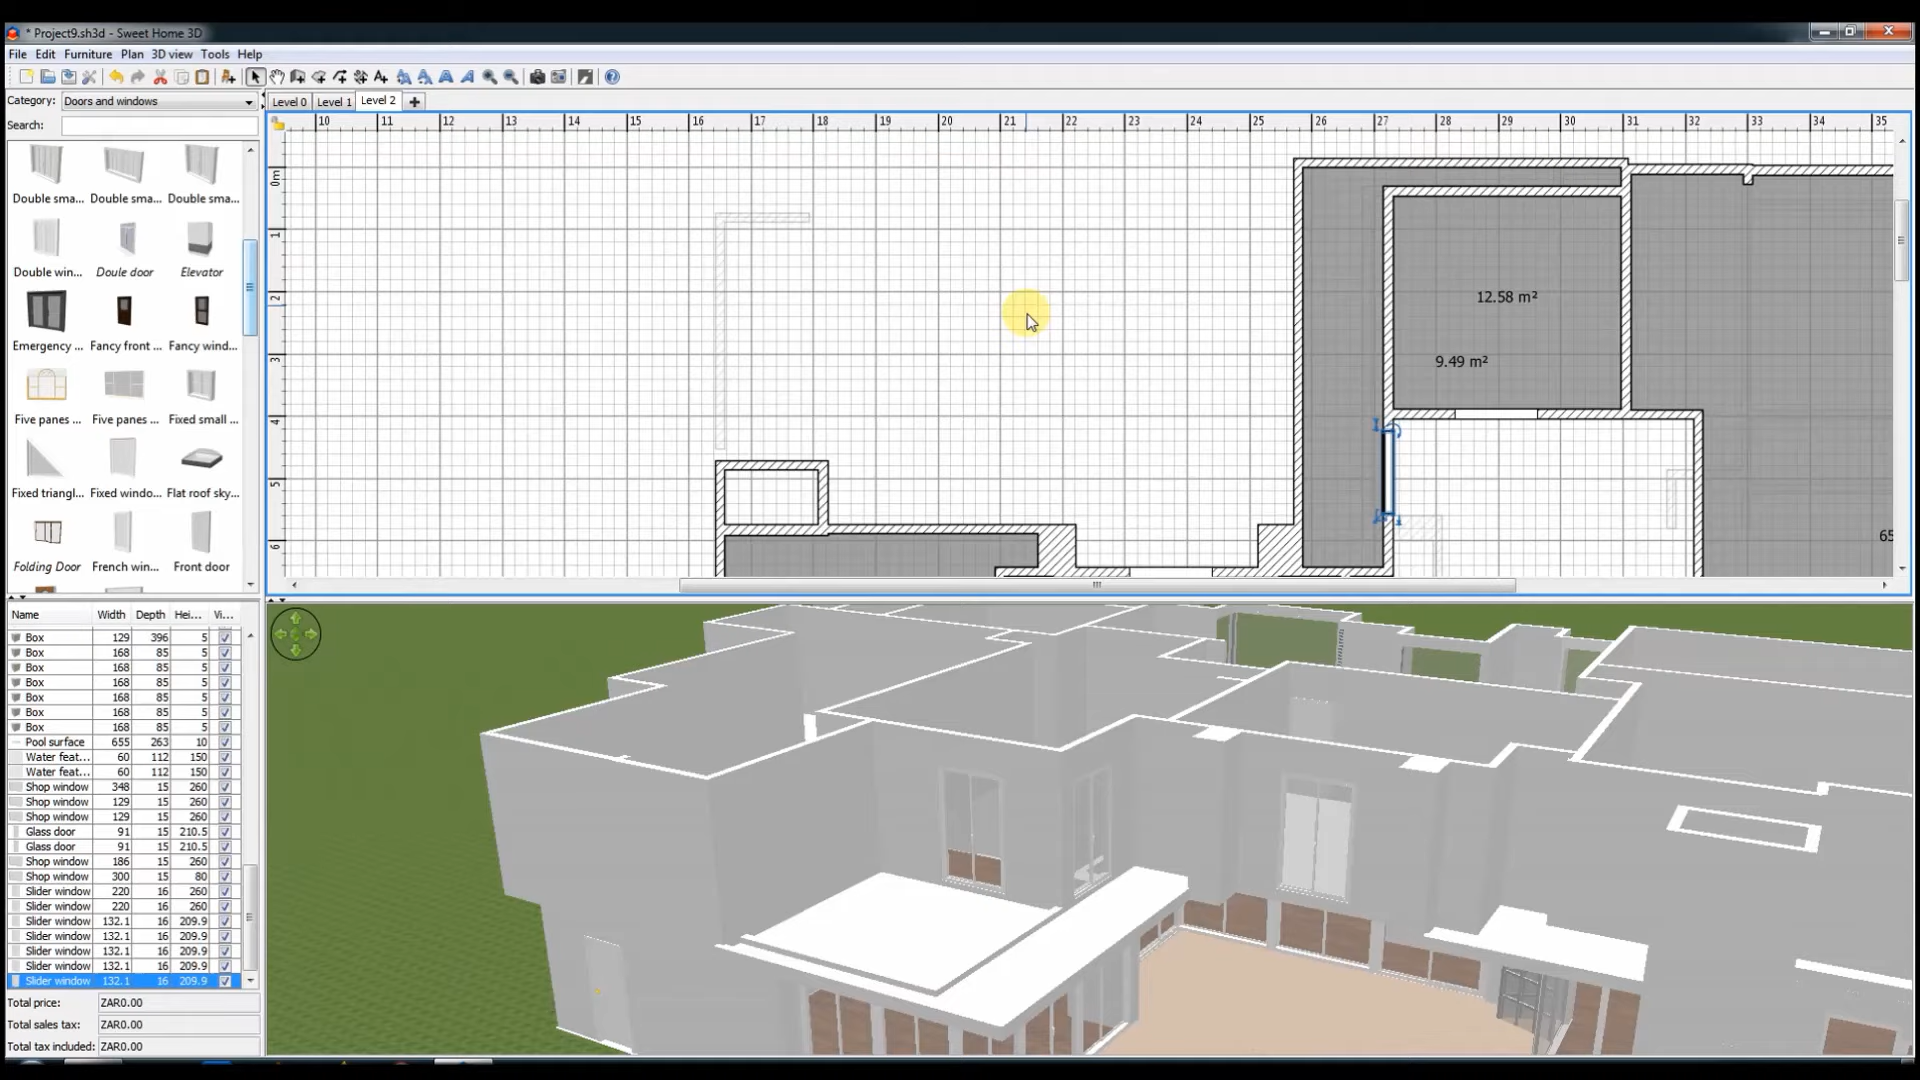 * Project9.sh3d - Sweet Home 3D
File Edit Furniture Plan 3D view Tools Help
Category: Doors and windows
Search:
Level 0 Level 1 Level 2
10 11 12 13 14 15 16 17 18 19 20 21 22 23 24 25 26 27 28 29 30 31 32 33 34 35
0m
1
2
3
4
5
6
Double sma... Double sma... Double sma...
Double win... Doule door Elevator
Emergency ... Fancy front ... Fancy wind...
Five panes ... Five panes ... Fixed small ...
Fixed triangl... Fixed windo... Flat roof sky...
Folding Door French win... Front door
12.58 m²
9.49 m²
65
Name Width Depth Hei... Vi...
Box 129 396 5
Box 168 85 5
Box 168 85 5
Box 168 85 5
Box 168 85 5
Box 168 85 5
Box 168 85 5
Pool surface 655 263 10
Water feat... 60 112 150
Water feat... 60 112 150
Shop window 348 15 260
Shop window 129 15 260
Shop window 129 15 260
Glass door 91 15 210.5
Glass door 91 15 210.5
Shop window 186 15 260
Shop window 300 15 80
Slider window 220 16 260
Slider window 220 16 260
Slider window 132.1 16 209.9
Slider window 132.1 16 209.9
Slider window 132.1 16 209.9
Slider window 132.1 16 209.9
Slider window 132.1 16 209.9
Total price: ZAR0.00
Total sales tax: ZAR0.00
Total tax included: ZAR0.00